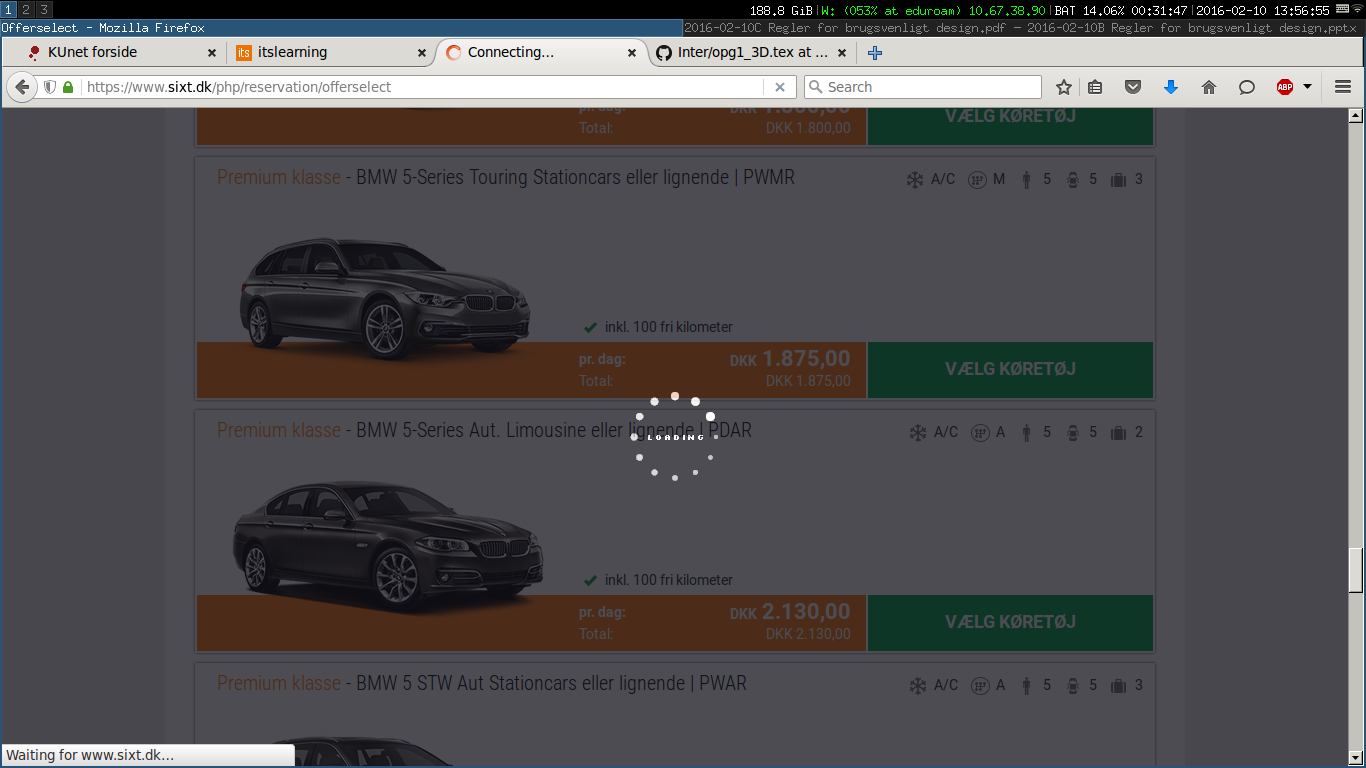 1 2 3 188.8 GiB|W: (053% at eduroam) 10.67.38.90|BAT 14.06% 00:31:47|2016-02-10 13:56:55
Offerselect - Mozilla Firefox 2016-02-10C Regler for brugsvenligt design.pdf — 2016-02-10B Regler for brugsvenligt design.pptx
KUnet forside its itslearning Connecting... Inter/opg1_3D.tex at ...
https://www.sixt.dk/php/reservation/offerselect Search ABP
pr. dag: DKK 1.800,00 VÆLG KØRETØJ
Total: DKK 1.800,00
Premium klasse - BMW 5-Series Touring Stationcars eller lignende | PWMR A/C M 5 5 3
inkl. 100 fri kilometer
pr. dag: DKK 1.875,00 VÆLG KØRETØJ
Total: DKK 1.875,00
Premium klasse - BMW 5-Series Aut. Limousine eller lignende | PDAR A/C A 5 5 2
LOADING
inkl. 100 fri kilometer
pr. dag: DKK 2.130,00 VÆLG KØRETØJ
Total: DKK 2.130,00
Premium klasse - BMW 5 STW Aut Stationcars eller lignende | PWAR A/C A 5 5 3
Waiting for www.sixt.dk...